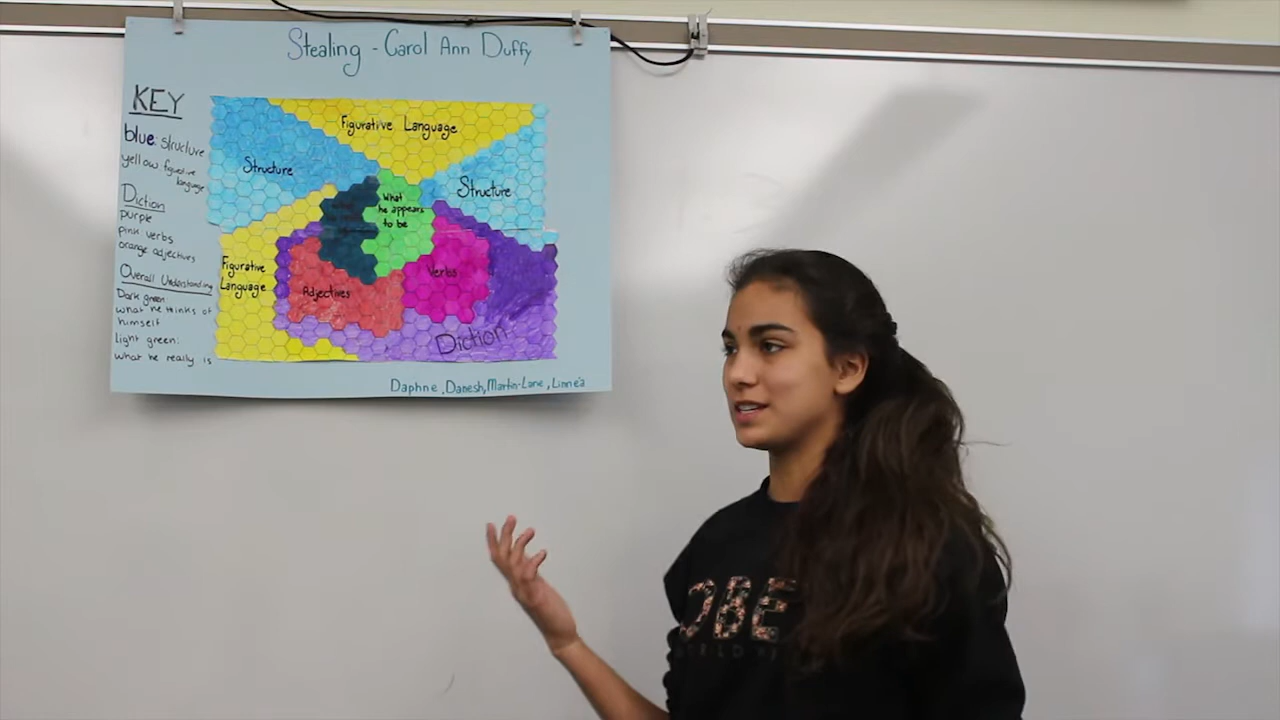 Stealing - Carol Ann Duffy
KEY
blue: structure
yellow figurative
language
Diction
purple
pink verbs
orange adjectives
Overall Understanding
Dark green
what he thinks of
himself
Light green:
what he really is
Figurative Language
Structure
Structure
What
he appears
to be
Figurative
Language
Verbs
Adjectives
Diction
Daphne, Danesh, Martin-Lane, Linnéa
OBE